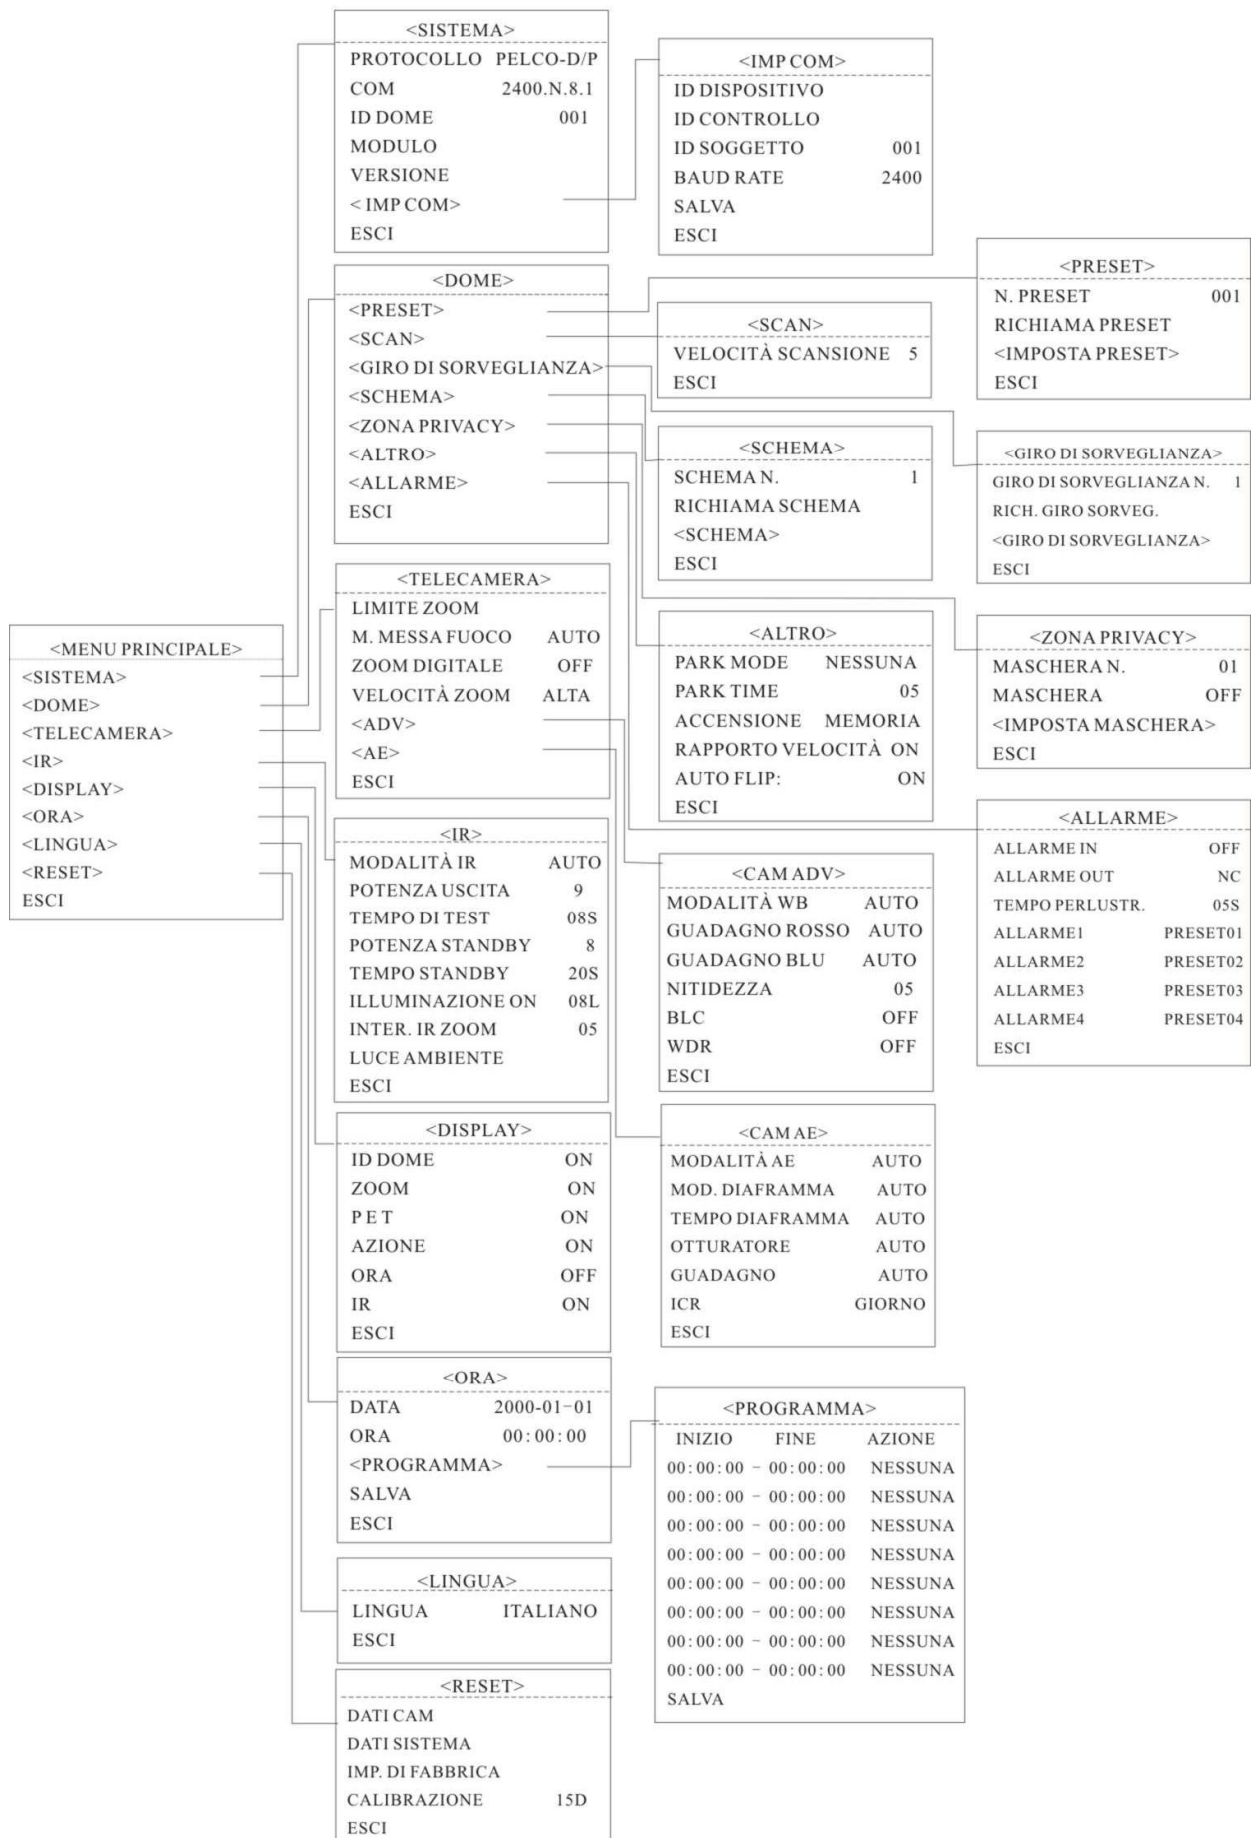 <SISTEMA>
PROTOCOLLO PELCO-D/P
COM 2400.N.8.1
ID DOME 001
MODULO
VERSIONE
< IMP COM>
ESCI
<IMP COM>
ID DISPOSITIVO
ID CONTROLLO
ID SOGGETTO 001
BAUD RATE 2400
SALVA
ESCI
<DOME>
<PRESET>
<SCAN>
<GIRO DI SORVEGLIANZA>
<SCHEMA>
<ZONA PRIVACY>
<ALTRO>
<ALLARME>
ESCI
<SCAN>
VELOCITÀ SCANSIONE 5
ESCI
<PRESET>
N. PRESET 001
RICHIAMA PRESET
<IMPOSTA PRESET>
ESCI
<SCHEMA>
SCHEMA N. 1
RICHIAMA SCHEMA
<SCHEMA>
ESCI
<GIRO DI SORVEGLIANZA>
GIRO DI SORVEGLIANZA N. 1
RICH. GIRO SORVEG.
<GIRO DI SORVEGLIANZA>
ESCI
<MENU PRINCIPALE>
<SISTEMA>
<DOME>
<TELECAMERA>
<IR>
<DISPLAY>
<ORA>
<LINGUA>
<RESET>
ESCI
<TELECAMERA>
LIMITE ZOOM
M. MESSA FUOCO AUTO
ZOOM DIGITALE OFF
VELOCITÀ ZOOM ALTA
<ADV>
<AE>
ESCI
<ALTRO>
PARK MODE NESSUNA
PARK TIME 05
ACCENSIONE MEMORIA
RAPPORTO VELOCITÀ ON
AUTO FLIP: ON
ESCI
<ZONA PRIVACY>
MASCHERA N. 01
MASCHERA OFF
<IMPOSTA MASCHERA>
ESCI
<IR>
MODALITÀ IR AUTO
POTENZA USCITA 9
TEMPO DI TEST 08S
POTENZA STANDBY 8
TEMPO STANDBY 20S
ILLUMINAZIONE ON 08L
INTER. IR ZOOM 05
LUCE AMBIENTE
ESCI
<CAM ADV>
MODALITÀ WB AUTO
GUADAGNO ROSSO AUTO
GUADAGNO BLU AUTO
NITIDEZZA 05
BLC OFF
WDR OFF
ESCI
<ALLARME>
ALLARME IN OFF
ALLARME OUT NC
TEMPO PERLUSTR. 05S
ALLARME1 PRESET01
ALLARME2 PRESET02
ALLARME3 PRESET03
ALLARME4 PRESET04
ESCI
<DISPLAY>
ID DOME ON
ZOOM ON
P E T ON
AZIONE ON
ORA OFF
IR ON
ESCI
<CAM AE>
MODALITÀ AE AUTO
MOD. DIAFRAMMA AUTO
TEMPO DIAFRAMMA AUTO
OTTURATORE AUTO
GUADAGNO AUTO
ICR GIORNO
ESCI
<ORA>
DATA 2000-01-01
ORA 00:00:00
<PROGRAMMA>
SALVA
ESCI
<PROGRAMMA>
INIZIO FINE AZIONE
00:00:00 - 00:00:00 NESSUNA
00:00:00 - 00:00:00 NESSUNA
00:00:00 - 00:00:00 NESSUNA
00:00:00 - 00:00:00 NESSUNA
00:00:00 - 00:00:00 NESSUNA
00:00:00 - 00:00:00 NESSUNA
00:00:00 - 00:00:00 NESSUNA
00:00:00 - 00:00:00 NESSUNA
SALVA
<LINGUA>
LINGUA ITALIANO
ESCI
<RESET>
DATI CAM
DATI SISTEMA
IMP. DI FABBRICA
CALIBRAZIONE 15D
ESCI